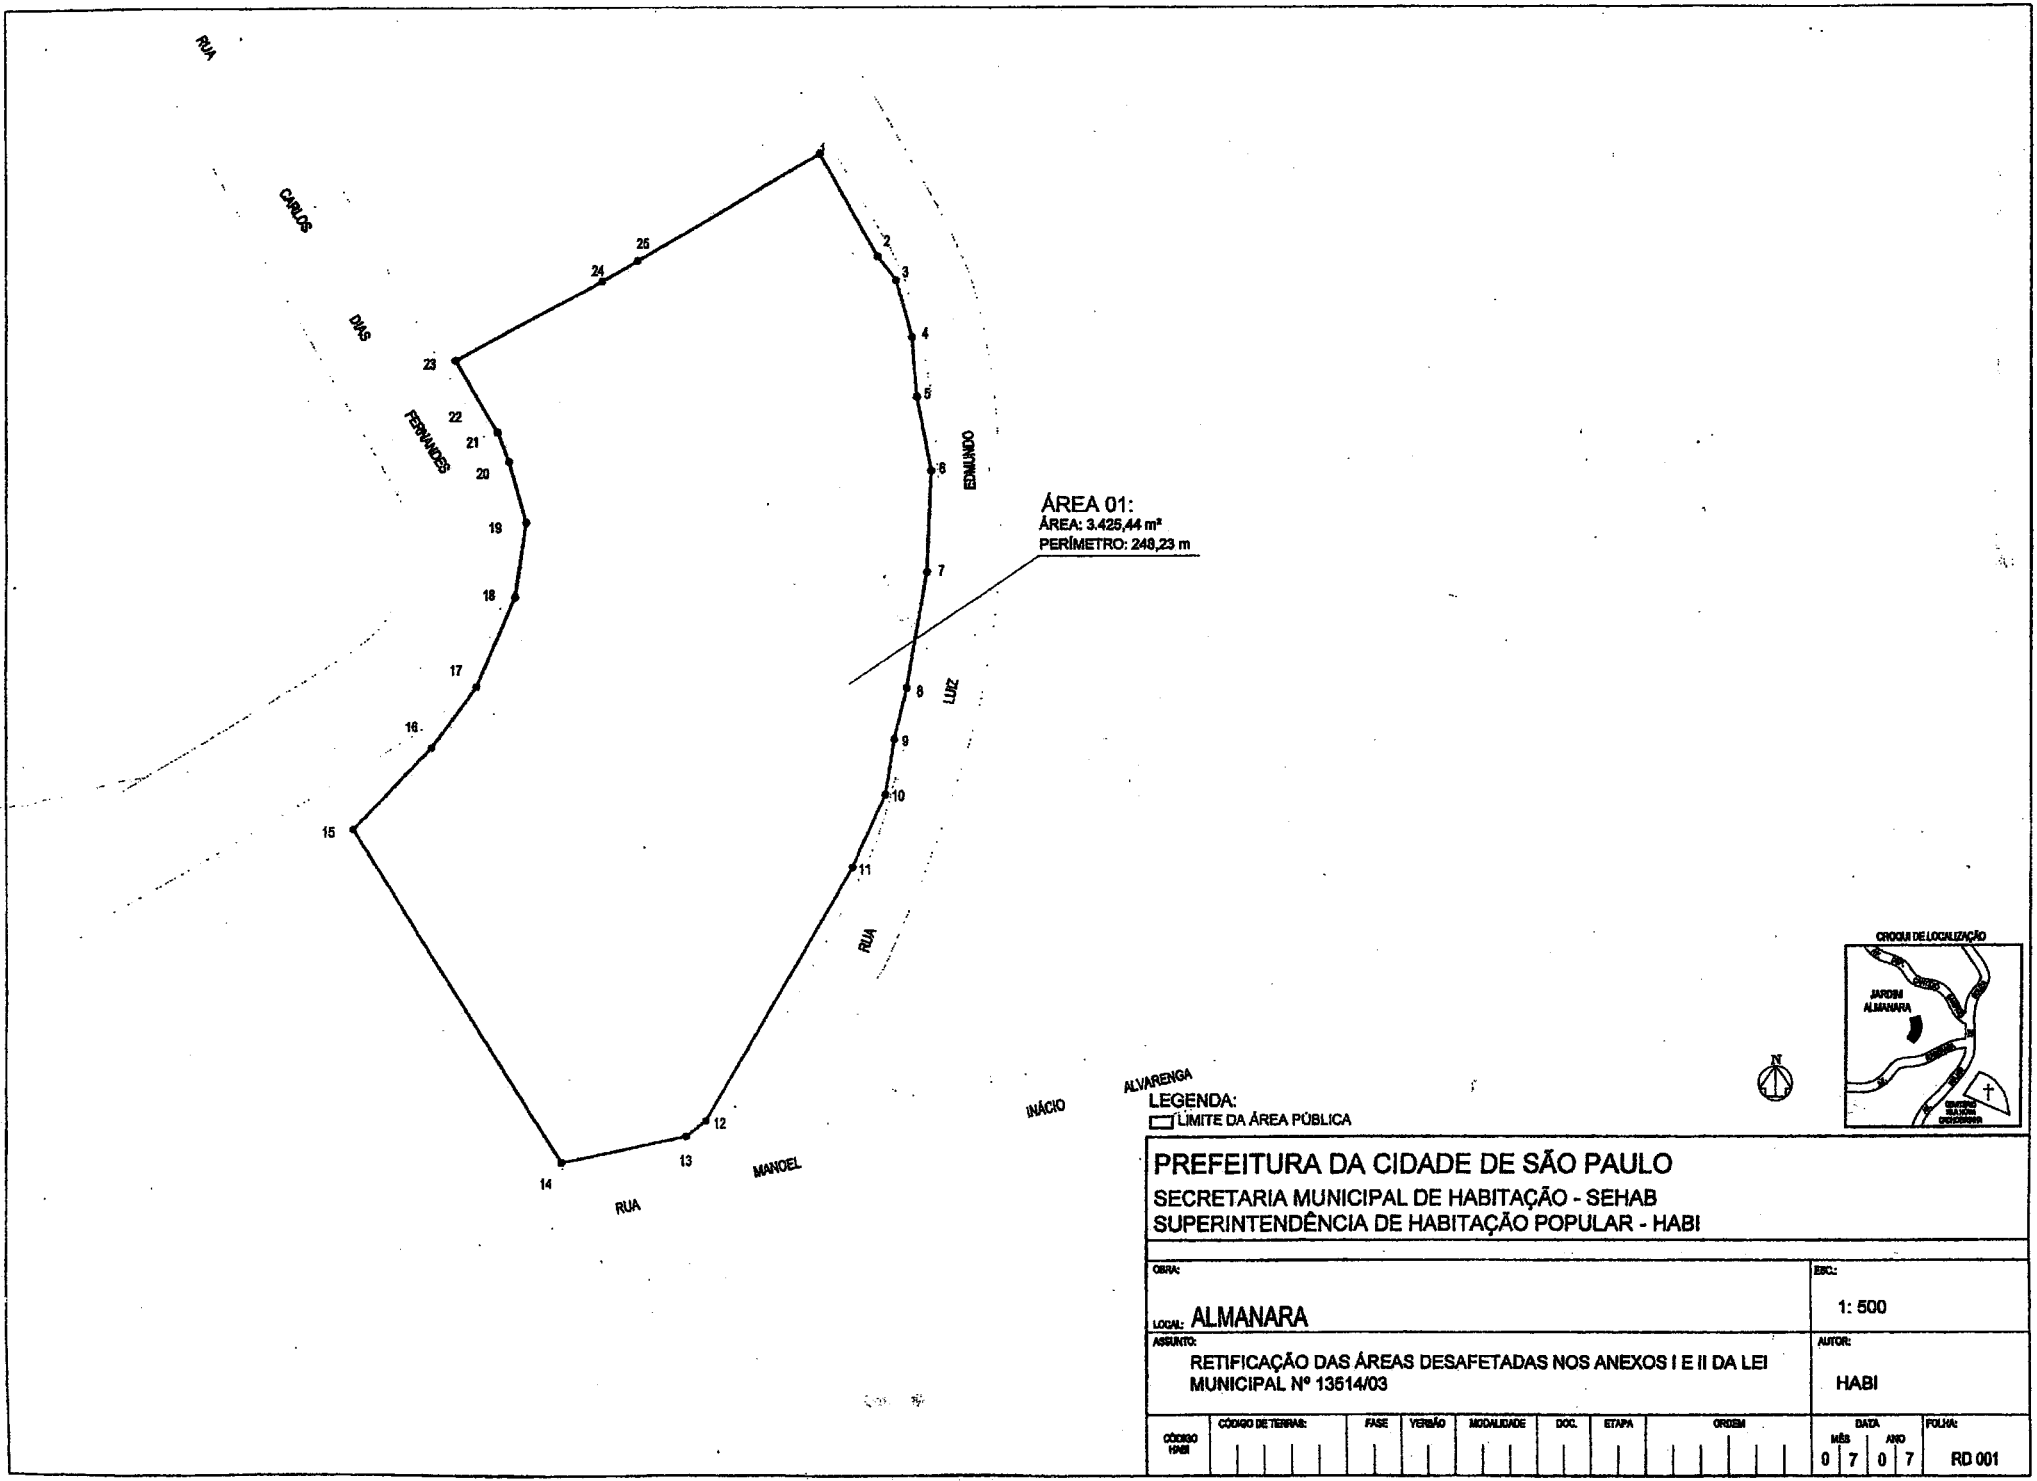 RUA
CARLOS
DIAS
FERNANDES
1
2
3
4
5
6
7
8
9
10
11
12
13
14
15
16
17
18
19
20
21
22
23
24
25
EDMUNDO
LUIZ
RUA
ÁREA 01:
ÁREA: 3.425,44 m²
PERÍMETRO: 248,23 m
RUA
MANOEL
INÁCIO
ALVARENGA
CROQUI DE LOCALIZAÇÃO
JARDIM
ALMANARA
N
LEGENDA:
LIMITE DA ÁREA PÚBLICA
PREFEITURA DA CIDADE DE SÃO PAULO
SECRETARIA MUNICIPAL DE HABITAÇÃO - SEHAB
SUPERINTENDÊNCIA DE HABITAÇÃO POPULAR - HABI
OBRA:
ESC.:
1: 500
LOCAL: ALMANARA
ASSUNTO:
RETIFICAÇÃO DAS ÁREAS DESAFETADAS NOS ANEXOS I E II DA LEI
MUNICIPAL Nº 13514/03
AUTOR:
HABI
CÓDIGO
HABI
CÓDIGO DE TERRAS:
FASE
VERSÃO
MODALIDADE
DOC.
ETAPA
ORDEM
DATA
MÊS ANO
0 7 0 7
FOLHA:
RD 001